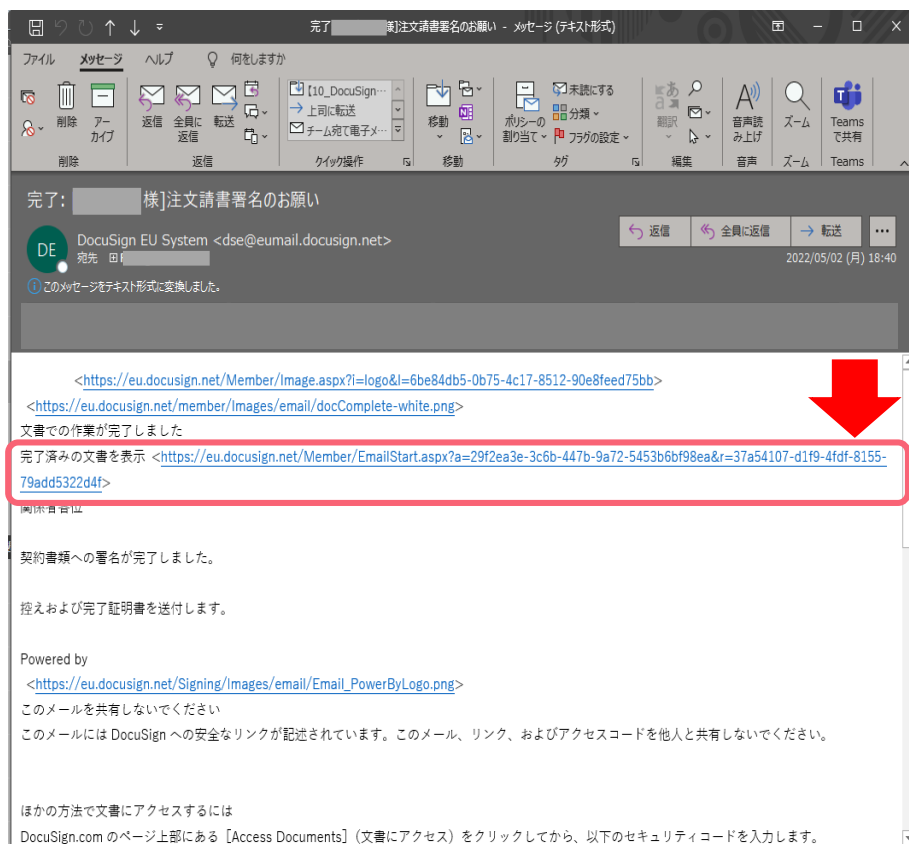 完了 様]注文請書署名のお願い - メッセージ (テキスト形式)
ファイル メッセージ ヘルプ 何をしますか
削除 アーカイブ 返信 全員に返信 転送 [10_DocuSign… 移動 ポリシーの割り当て 未読にする 翻訳 音声読み上げ ズーム Teamsで共有
→ 上司に転送 分類
チーム宛て電子メ… フラグの設定
削除 返信 クイック操作 移動 タグ 編集 音声 ズーム Teams
完了: 様]注文請書署名のお願い
DE DocuSign EU System <dse@eumail.docusign.net>
宛先
返信 全員に返信 → 転送 …
2022/05/02 (月) 18:40
このメッセージをテキスト形式に変換しました。
<https://eu.docusign.net/Member/Image.aspx?i=logo&l=6be84db5-0b75-4c17-8512-90e8feed75bb>
<https://eu.docusign.net/member/Images/email/docComplete-white.png>
文書での作業が完了しました
完了済みの文書を表示 <https://eu.docusign.net/Member/EmailStart.aspx?a=29f2ea3e-3c6b-447b-9a72-5453b6bf98ea&r=37a54107-d1f9-4fdf-8155-
79add5322d4f>
関係者各位
契約書類への署名が完了しました。
控えおよび完了証明書を送付します。
Powered by
<https://eu.docusign.net/Signing/Images/email/Email_PowerByLogo.png>
このメールを共有しないでください
このメールには DocuSign への安全なリンクが記述されています。このメール、リンク、およびアクセスコードを他人と共有しないでください。
ほかの方法で文書にアクセスするには
DocuSign.com のページ上部にある [Access Documents] (文書にアクセス) をクリックしてから、以下のセキュリティコードを入力します。